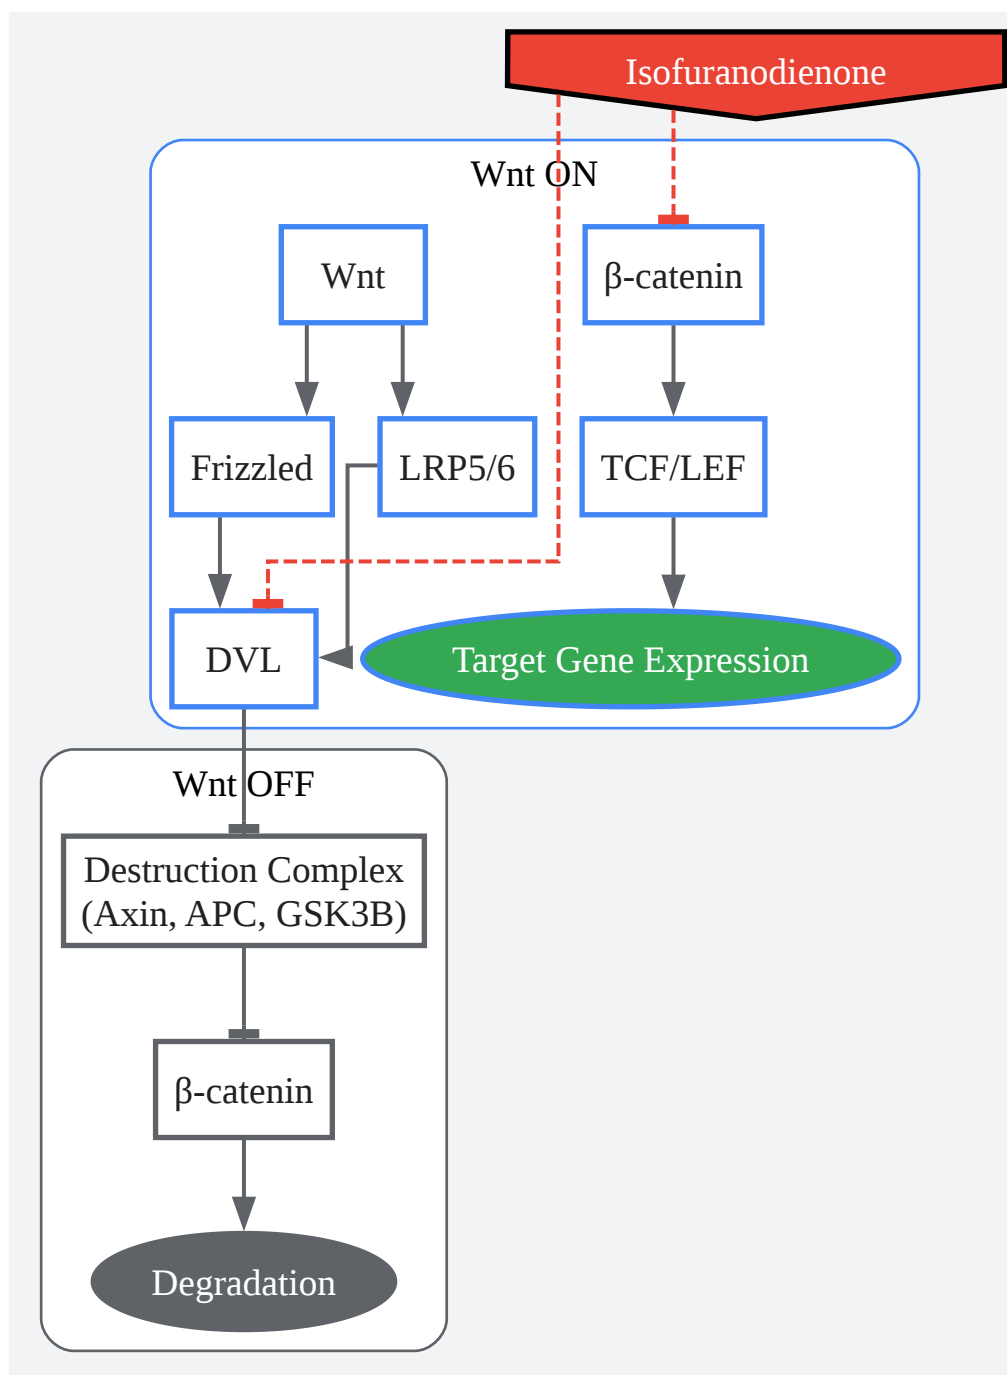 Isofuranodienone
Wnt ON
Wnt
β-catenin
Frizzled
LRP5/6
TCF/LEF
DVL
Target Gene Expression
Wnt OFF
Destruction Complex
(Axin, APC, GSK3B)
β-catenin
Degradation